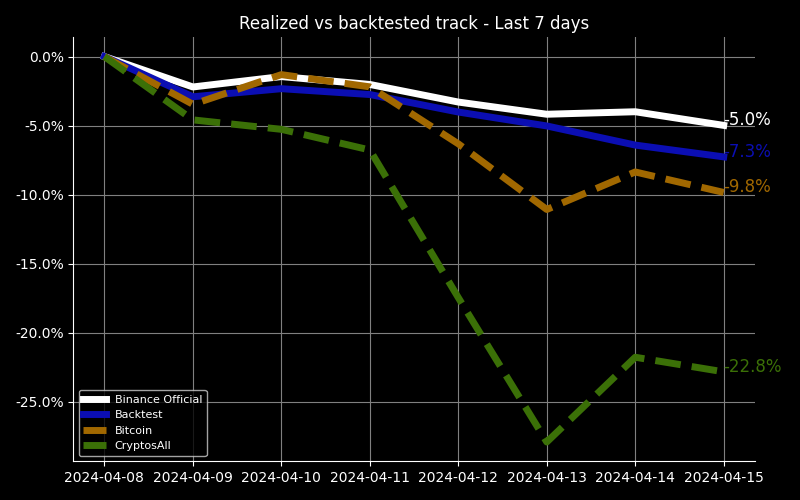 Realized vs backtested track - Last 7 days
0.0%
-5.0%
-10.0%
-15.0%
-20.0%
-25.0%
-5.0%
-7.3%
-9.8%
-22.8%
Binance Official
Backtest
Bitcoin
CryptosAll
2024-04-08 2024-04-09 2024-04-10 2024-04-11 2024-04-12 2024-04-13 2024-04-14 2024-04-15